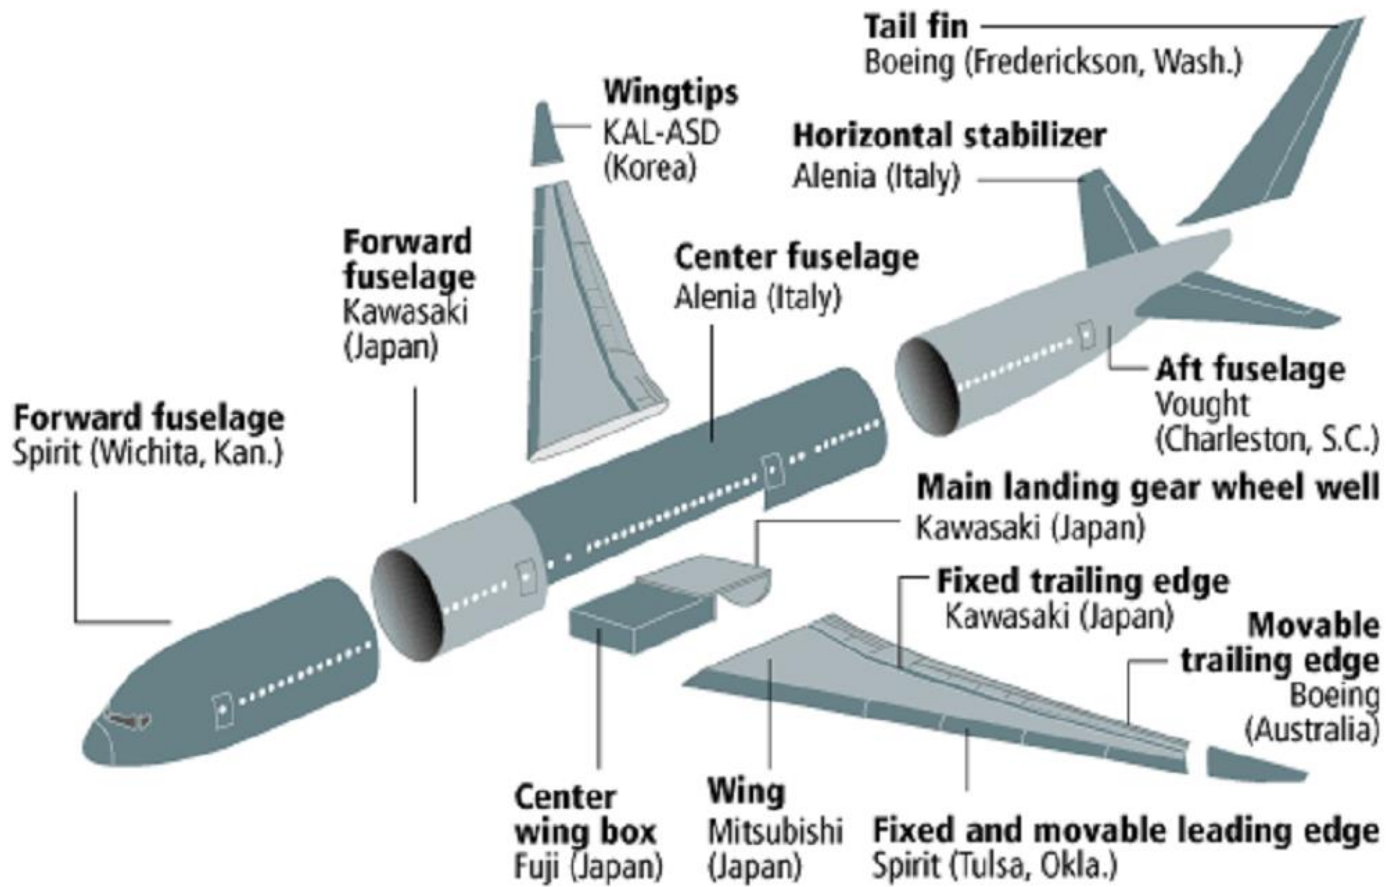 Tail fin
Boeing (Frederickson, Wash.)
Wingtips
KAL-ASD
(Korea)
Horizontal stabilizer
Alenia (Italy)
Forward
fuselage
Kawasaki
(Japan)
Center fuselage
Alenia (Italy)
Aft fuselage
Vought
(Charleston, S.C.)
Forward fuselage
Spirit (Wichita, Kan.)
Main landing gear wheel well
Kawasaki (Japan)
Fixed trailing edge
Kawasaki (Japan)
Movable
trailing edge
Boeing
(Australia)
Center
wing box
Fuji (Japan)
Wing
Mitsubishi
(Japan)
Fixed and movable leading edge
Spirit (Tulsa, Okla.)